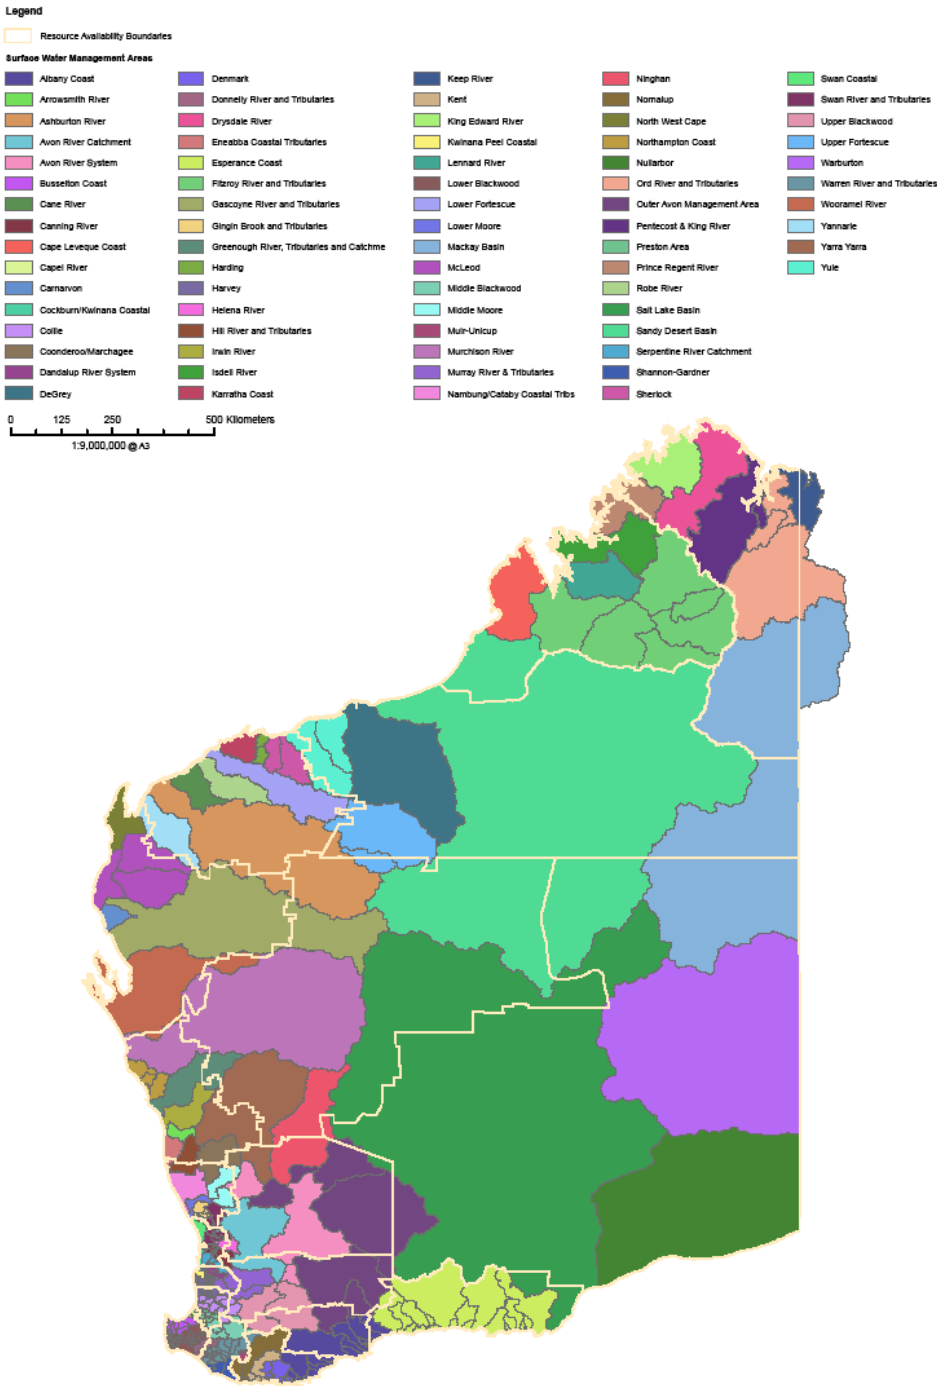 Legend
Resource Availability Boundaries
Surface Water Management Areas
Albany Coast
Arrowsmith River
Ashburton River
Avon River Catchment
Avon River System
Busselton Coast
Cane River
Canning River
Cape Leveque Coast
Capel River
Carnarvon
Cockburn/Kwinana Coastal
Collie
Coonderoo/Marchagee
Dandalup River System
DeGrey
Denmark
Donnelly River and Tributaries
Drysdale River
Eneabba Coastal Tributaries
Esperance Coast
Fitzroy River and Tributaries
Gascoyne River and Tributaries
Gingin Brook and Tributaries
Greenough River, Tributaries and Catchme
Harding
Harvey
Helena River
Hill River and Tributaries
Irwin River
Isdell River
Karratha Coast
Keep River
Kent
King Edward River
Kwinana Peel Coastal
Lennard River
Lower Blackwood
Lower Fortescue
Lower Moore
Mackay Basin
McLeod
Middle Blackwood
Middle Moore
Muir-Unicup
Murchison River
Murray River & Tributaries
Nambung/Cataby Coastal Tribs
Ninghan
Nornalup
North West Cape
Northampton Coast
Nullarbor
Ord River and Tributaries
Outer Avon Management Area
Pentecost & King River
Preston Area
Prince Regent River
Robe River
Salt Lake Basin
Sandy Desert Basin
Serpentine River Catchment
Shannon-Gardner
Sherlock
Swan Coastal
Swan River and Tributaries
Upper Blackwood
Upper Fortescue
Warburton
Warren River and Tributaries
Wooramel River
Yannarie
Yarra Yarra
Yule
0 125 250 500 Kilometers
1:9,000,000 @ A3